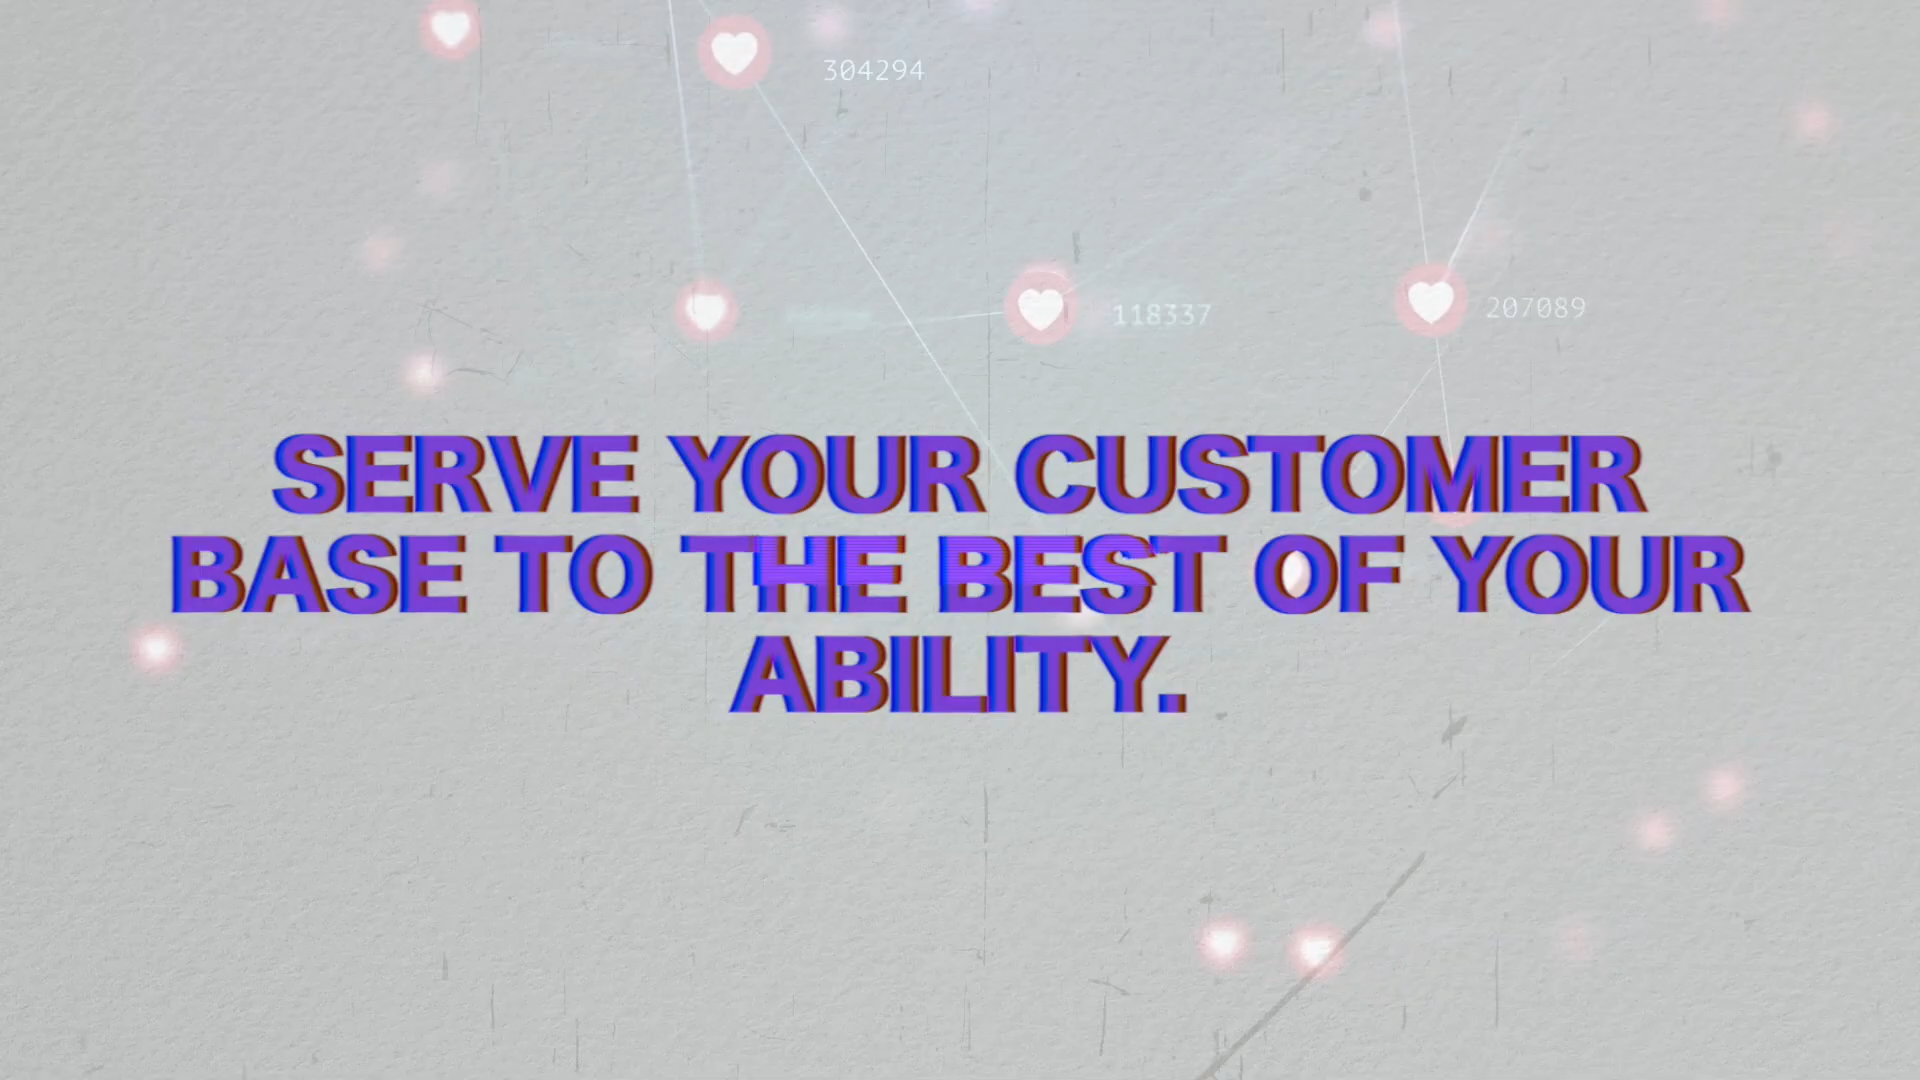 304294
118337
207089
SERVE YOUR CUSTOMER
BASE TO THE BEST OF YOUR
ABILITY.